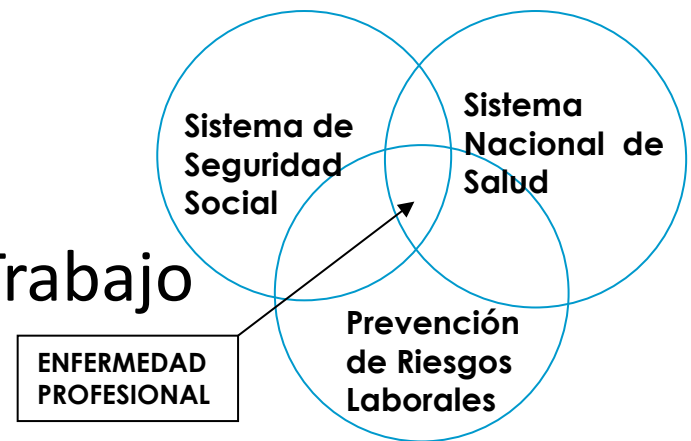 Sistema de
Seguridad
Social
Sistema
Nacional de
Salud
Trabajo
Prevención
de Riesgos
Laborales
ENFERMEDAD
PROFESIONAL